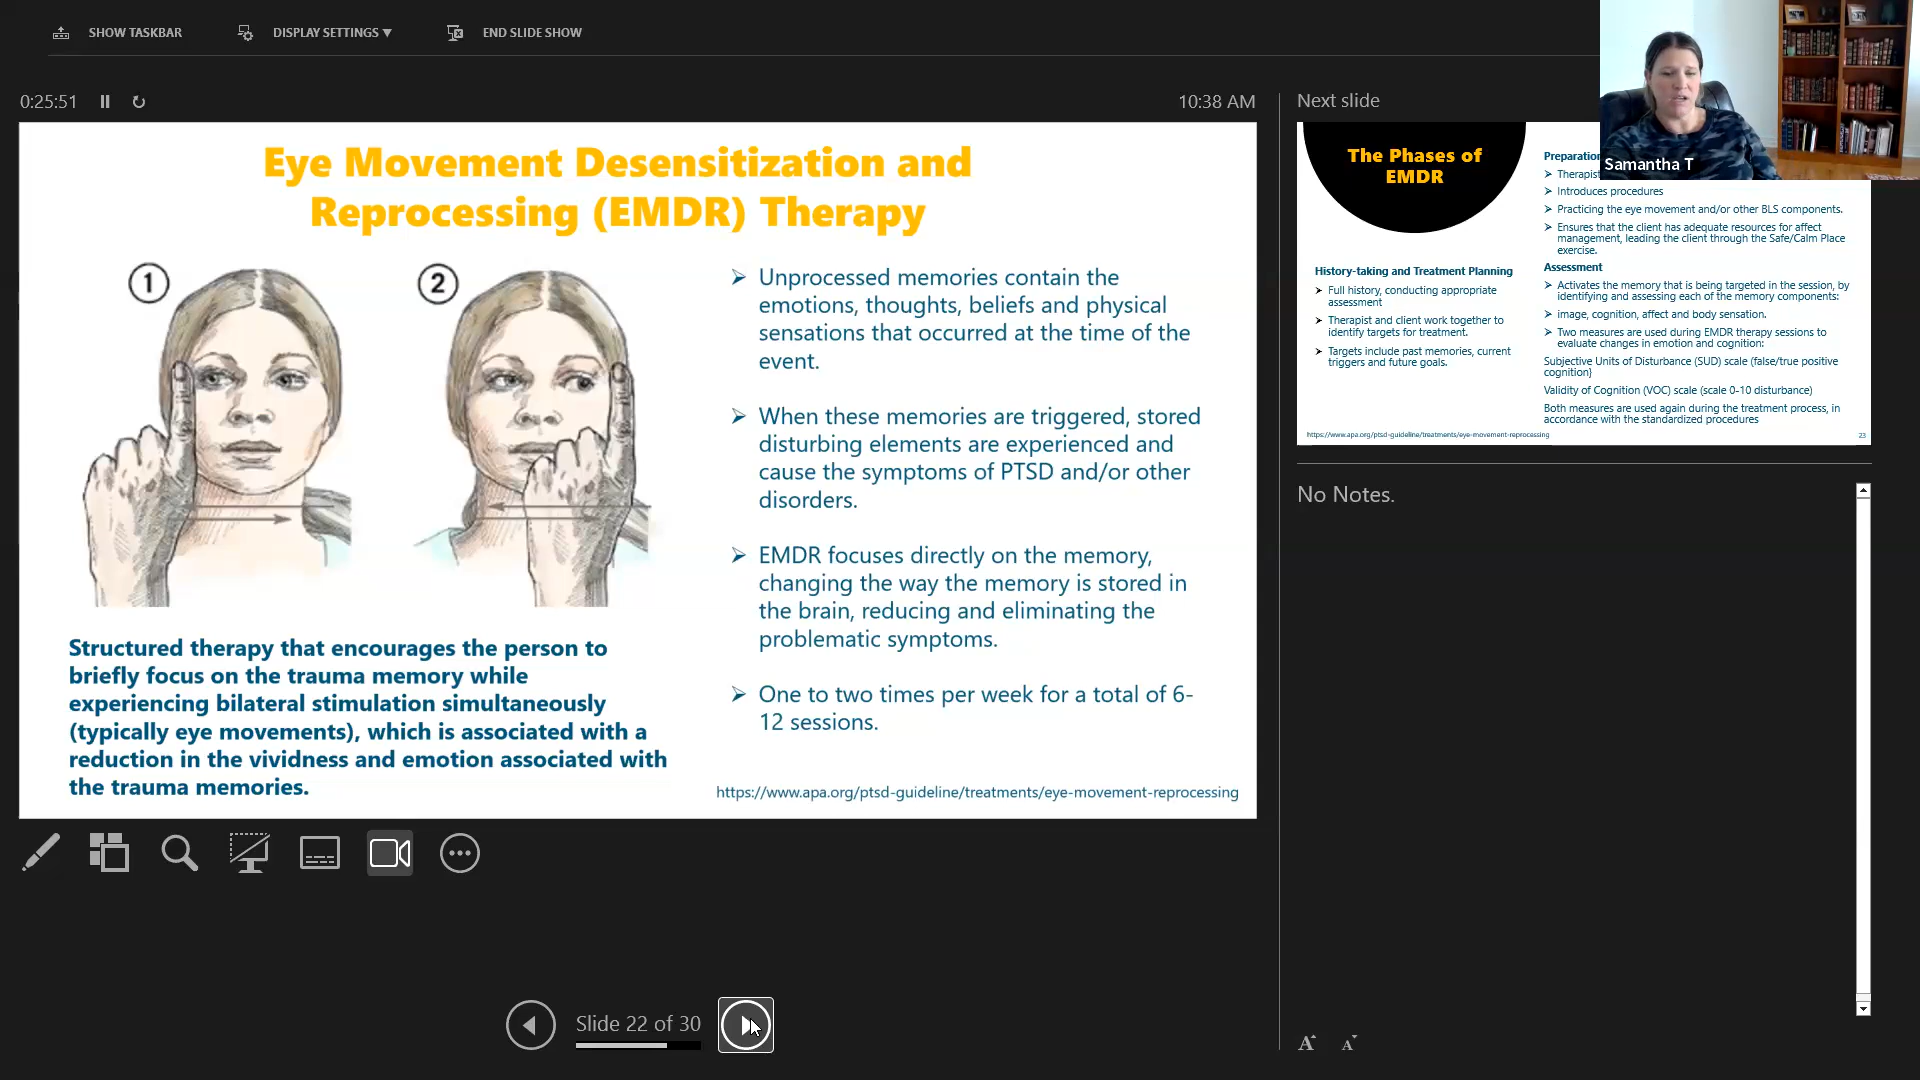 SHOW TASKBAR
DISPLAY SETTINGS ▼
END SLIDE SHOW
0:25:51
10:38 AM
Eye Movement Desensitization and
Reprocessing (EMDR) Therapy
1
2
Structured therapy that encourages the person to
briefly focus on the trauma memory while
experiencing bilateral stimulation simultaneously
(typically eye movements), which is associated with a
reduction in the vividness and emotion associated with
the trauma memories.
➢ Unprocessed memories contain the
emotions, thoughts, beliefs and physical
sensations that occurred at the time of the
event.
➢ When these memories are triggered, stored
disturbing elements are experienced and
cause the symptoms of PTSD and/or other
disorders.
➢ EMDR focuses directly on the memory,
changing the way the memory is stored in
the brain, reducing and eliminating the
problematic symptoms.
➢ One to two times per week for a total of 6-
12 sessions.
https://www.apa.org/ptsd-guideline/treatments/eye-movement-reprocessing
Slide 22 of 30
Next slide
Samantha T
The Phases of
EMDR
History-taking and Treatment Planning
➢ Full history, conducting appropriate
assessment
➢ Therapist and client work together to
identify targets for treatment.
➢ Targets include past memories, current
triggers and future goals.
Preparation
➢ Therapist
➢ Introduces procedures
➢ Practicing the eye movement and/or other BLS components.
➢ Ensures that the client has adequate resources for affect
management, leading the client through the Safe/Calm Place
exercise.
Assessment
➢ Activates the memory that is being targeted in the session, by
identifying and assessing each of the memory components:
➢ image, cognition, affect and body sensation.
➢ Two measures are used during EMDR therapy sessions to
evaluate changes in emotion and cognition:
Subjective Units of Disturbance (SUD) scale (false/true positive
cognition}
Validity of Cognition (VOC) scale (scale 0-10 disturbance)
Both measures are used again during the treatment process, in
accordance with the standardized procedures
https://www.apa.org/ptsd-guideline/treatments/eye-movement-reprocessing
23
No Notes.
A A